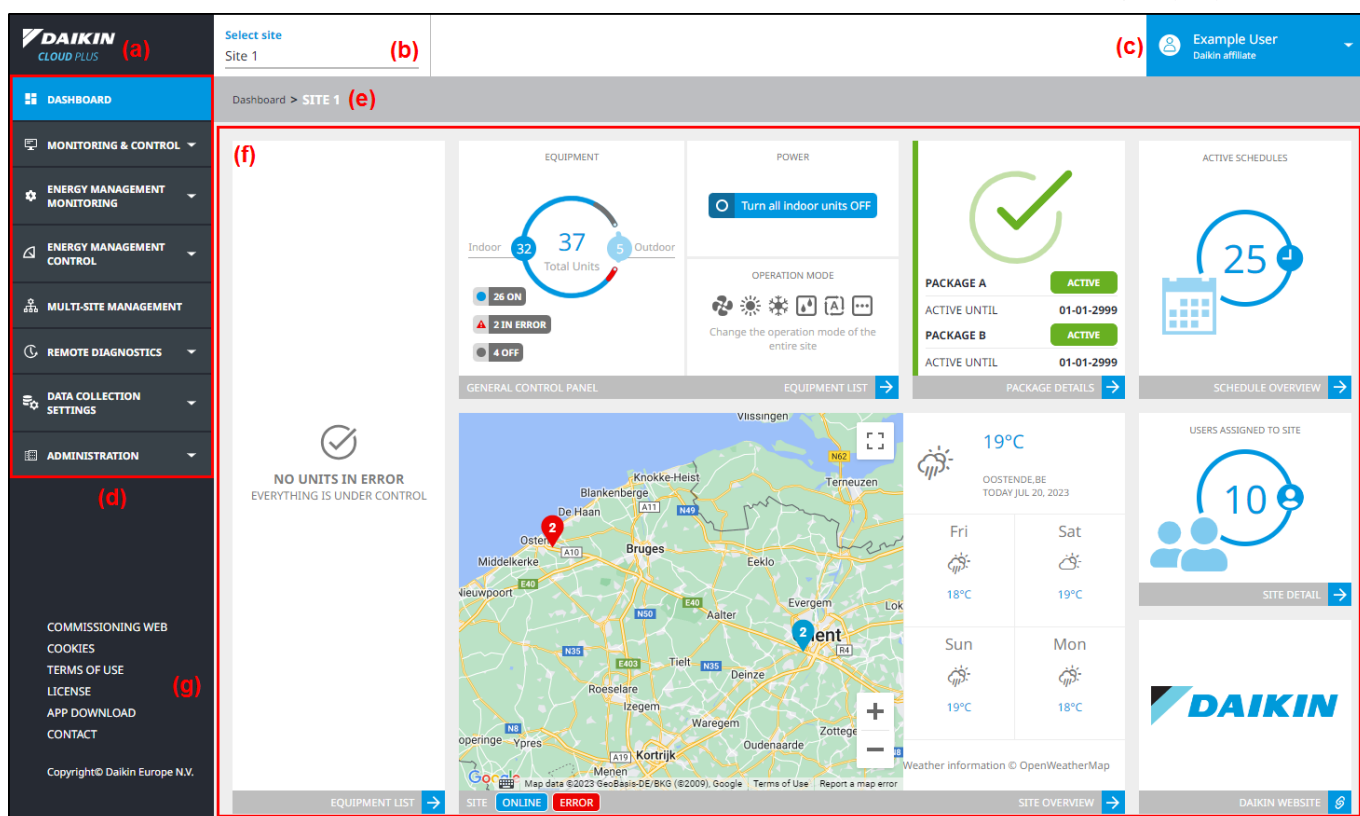 DAIKIN
CLOUD PLUS
(a)
Select site
Site 1
(b)
(c)
Example User
Daikin affiliate
DASHBOARD
MONITORING & CONTROL
ENERGY MANAGEMENT
MONITORING
ENERGY MANAGEMENT
CONTROL
MULTI-SITE MANAGEMENT
REMOTE DIAGNOSTICS
DATA COLLECTION
SETTINGS
ADMINISTRATION
(d)
COMMISSIONING WEB
COOKIES
TERMS OF USE
LICENSE
(g)
APP DOWNLOAD
CONTACT
Copyright© Daikin Europe N.V.
Dashboard > SITE 1
(e)
(f)
NO UNITS IN ERROR
EVERYTHING IS UNDER CONTROL
EQUIPMENT LIST
EQUIPMENT
Indoor 32
37
Total Units
5 Outdoor
26 ON
2 IN ERROR
4 OFF
GENERAL CONTROL PANEL
POWER
Turn all indoor units OFF
OPERATION MODE
A
Change the operation mode of the
entire site
EQUIPMENT LIST
PACKAGE A ACTIVE
ACTIVE UNTIL 01-01-2999
PACKAGE B ACTIVE
ACTIVE UNTIL 01-01-2999
PACKAGE DETAILS
ACTIVE SCHEDULES
25
SCHEDULE OVERVIEW
Vlissingen
N62
Knokke-Heist
Terneuzen
Blankenberge
A11
N49
De Haan
2
Osten
A10
Bruges
Middelkerke
Eeklo
E40
Nieuwpoort
E40
Evergem
N50
Aalter
Lok
2
ent
N35
R4
E403
Tielt
N35
Deinze
Roeselare
Izegem
N8
Waregem
Zottege
operinge
Ypres
Oudenaarde
A19
Kortrijk
Menen
+
−
Google
Map data ©2023 GeoBasis-DE/BKG (©2009), Google
Terms of Use
Report a map error
SITE
ONLINE
ERROR
19°C
OOSTENDE,BE
TODAY JUL 20, 2023
Fri
Sat
18°C
19°C
Sun
Mon
19°C
18°C
Weather information © OpenWeatherMap
SITE OVERVIEW
USERS ASSIGNED TO SITE
10
SITE DETAIL
DAIKIN
DAIKIN WEBSITE